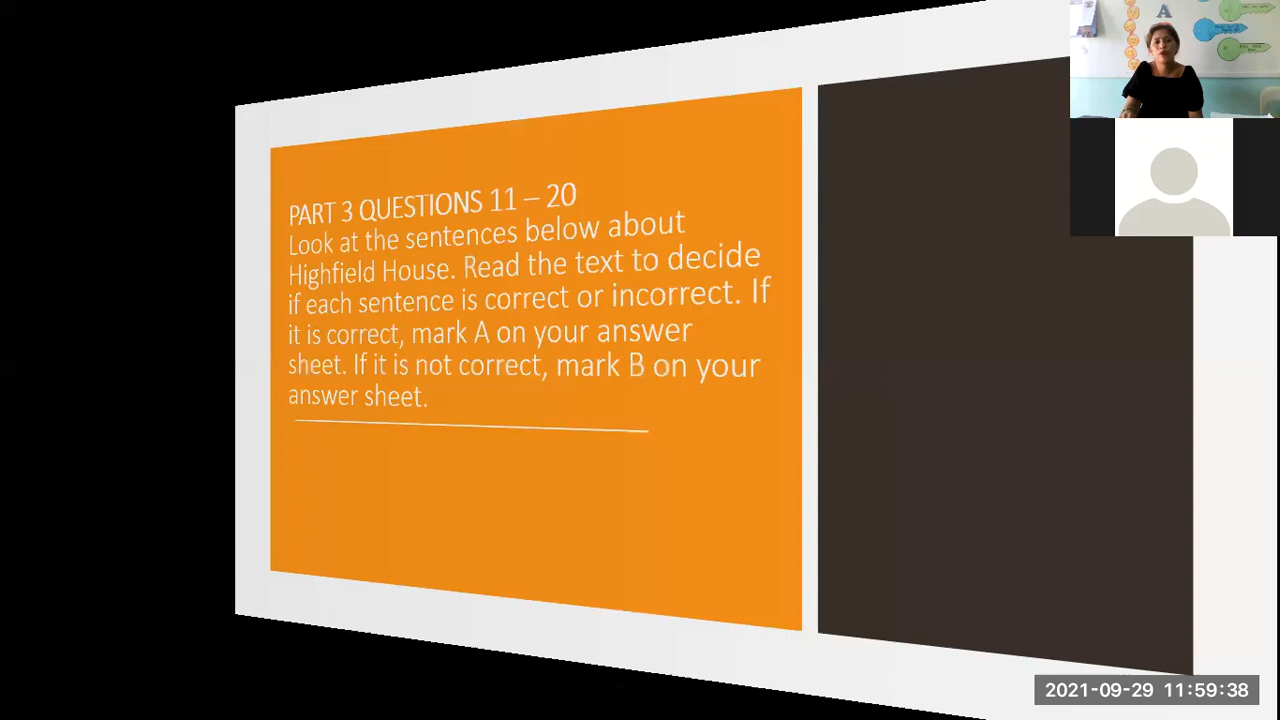 PART 3 QUESTIONS 11 – 20
Look at the sentences below about
Highfield House. Read the text to decide
if each sentence is correct or incorrect. If
it is correct, mark A on your answer
sheet. If it is not correct, mark B on your
answer sheet.
A
2021-09-29 11:59:38